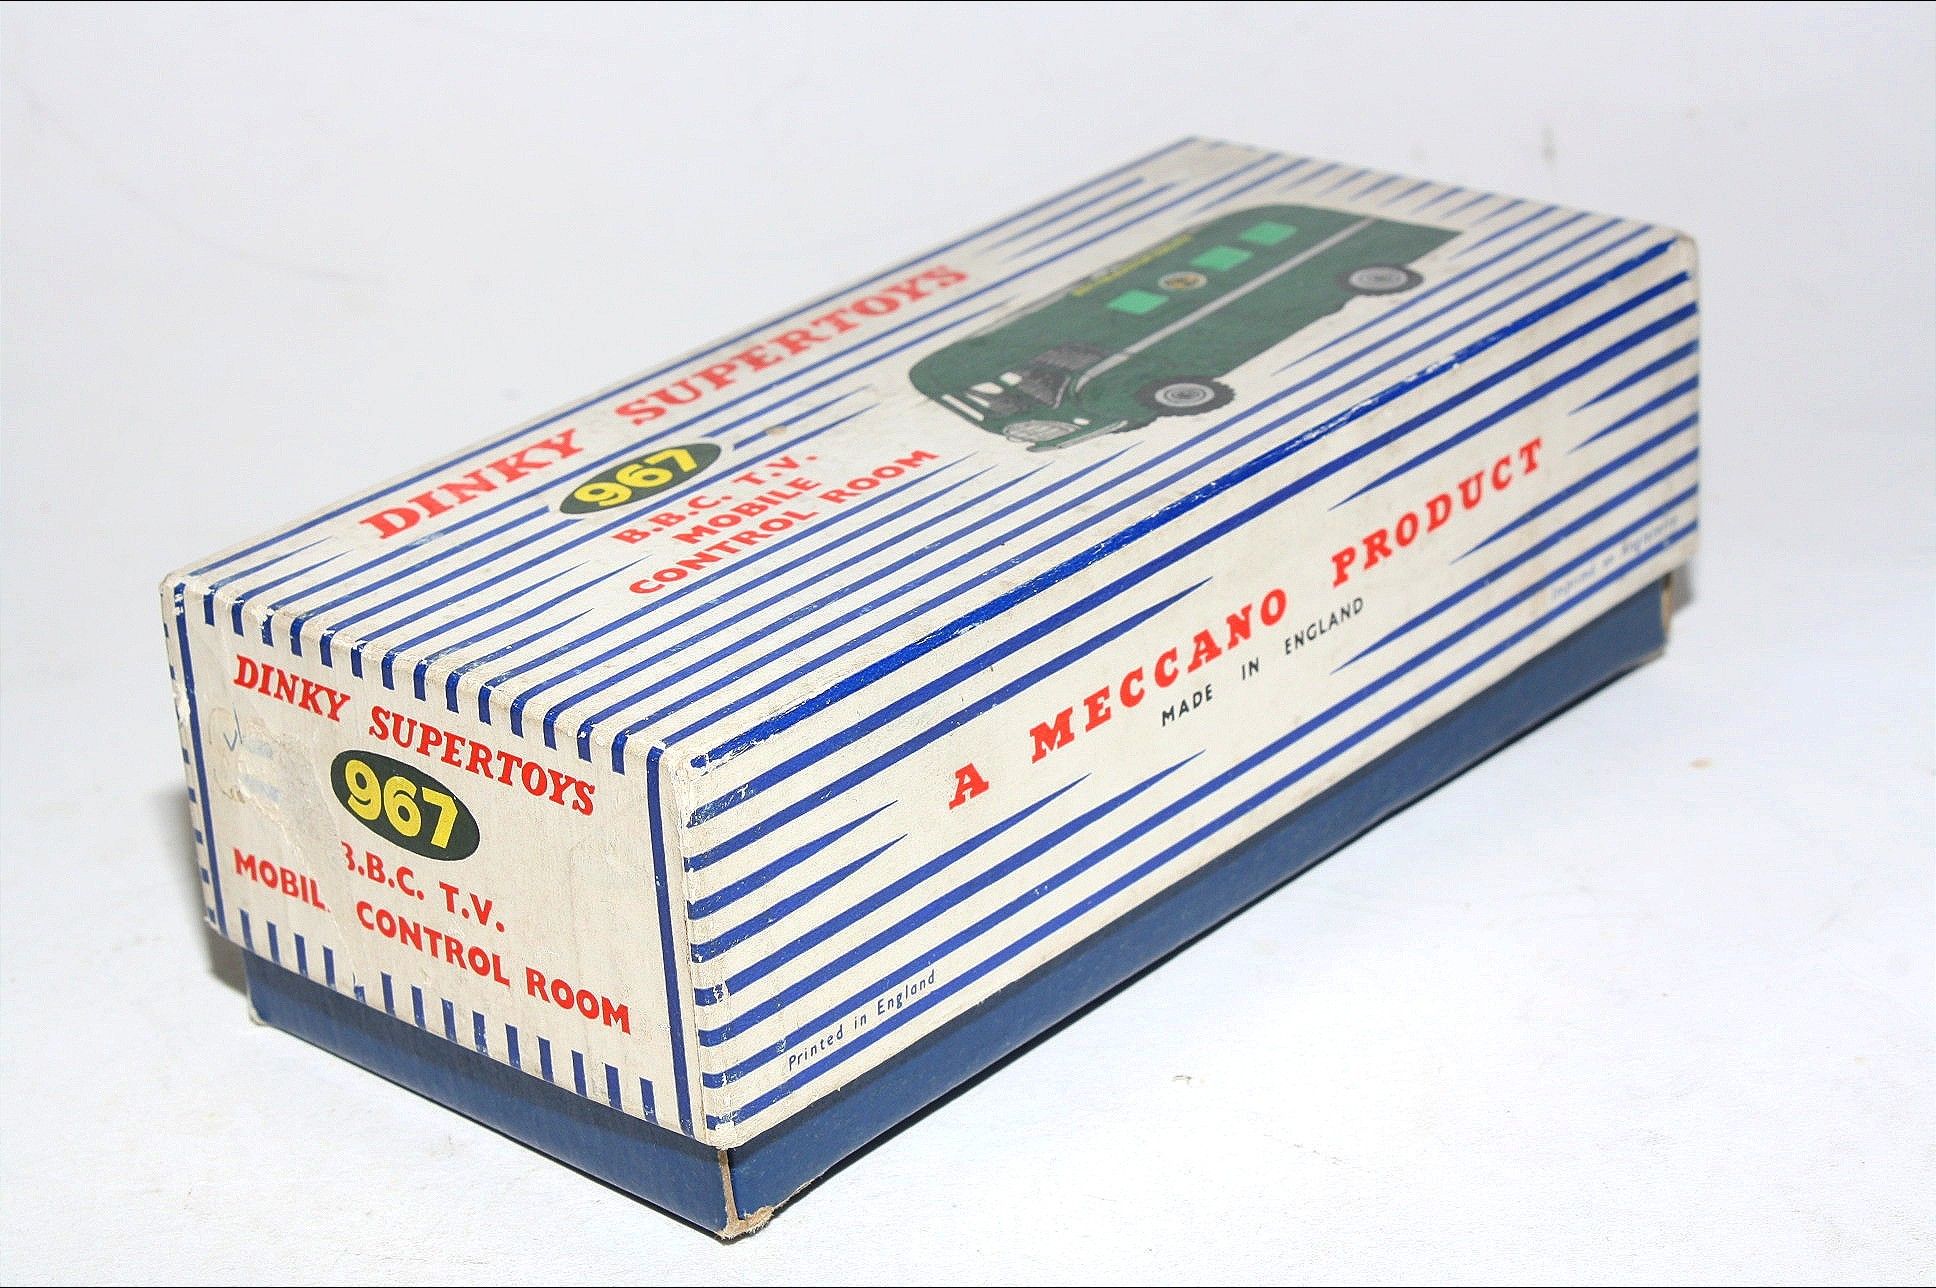 DINKY SUPERTOYS
967
B.B.C. T.V.
MOBILE
CONTROL ROOM
DINKY SUPERTOYS
967
B.C. T.V.
MOBIL CONTROL ROOM
A MECCANO PRODUCT
MADE IN ENGLAND
Printed in England